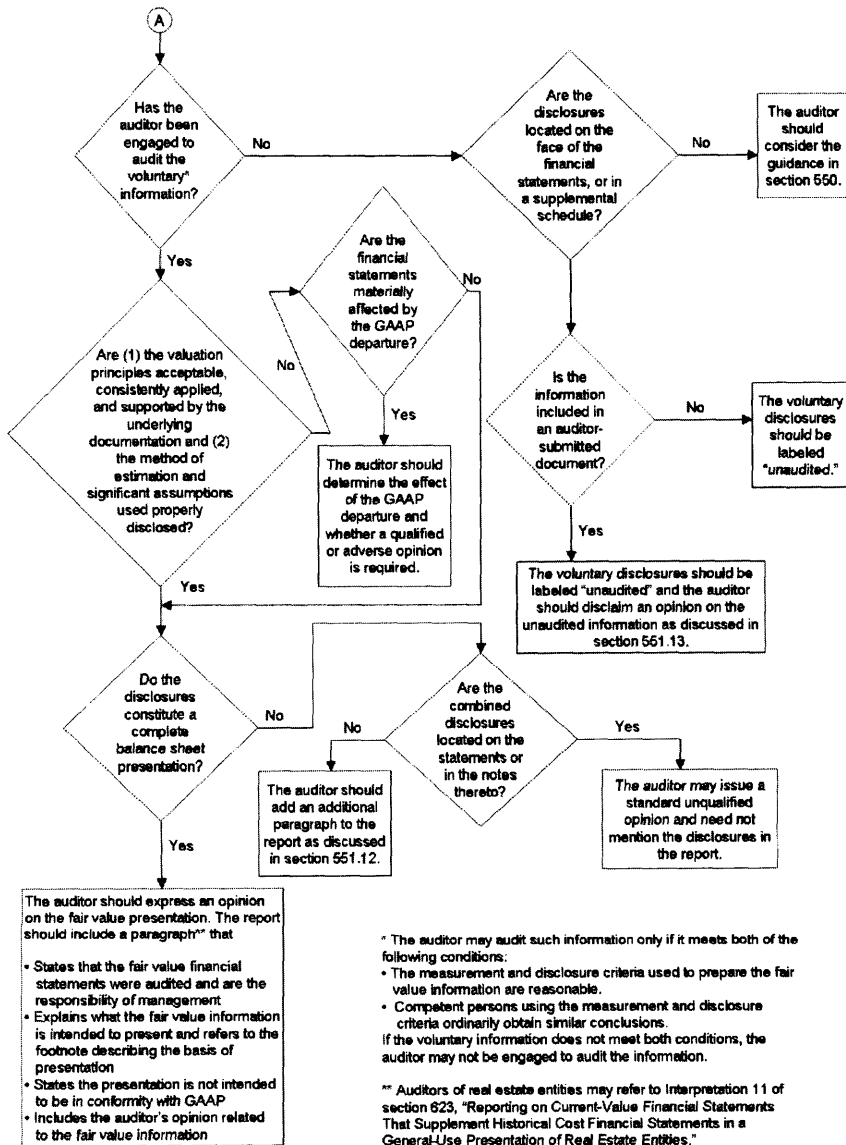 A
Has the
auditor been
engaged to
audit the
voluntary*
information?
No
Are the
disclosures
located on the
face of the
financial
statements, or in
a supplemental
schedule?
No
The auditor
should
consider the
guidance in
section 550.
Yes
Are the
financial
statements
materially
affected by
the GAAP
departure?
No
Are (1) the valuation
principles acceptable,
consistently applied,
and supported by the
underlying
documentation and (2)
the method of
estimation and
significant assumptions
used properly
disclosed?
No
Yes
The auditor should
determine the effect
of the GAAP
departure and
whether a qualified
or adverse opinion
is required.
Is the
information
included in
an auditor-
submitted
document?
No
The voluntary
disclosures
should be
labeled
"unaudited."
Yes
The voluntary disclosures should be
labeled "unaudited" and the auditor
should disclaim an opinion on the
unaudited information as discussed in
section 551.13.
Yes
Do the
disclosures
constitute a
complete
balance sheet
presentation?
No
Are the
combined
disclosures
located on the
statements or
in the notes
thereto?
No
The auditor should
add an additional
paragraph to the
report as discussed
in section 551.12.
Yes
The auditor may issue a
standard unqualified
opinion and need not
mention the disclosures in
the report.
Yes
The auditor should express an opinion
on the fair value presentation. The report
should include a paragraph** that
• States that the fair value financial
statements were audited and are the
responsibility of management
• Explains what the fair value information
is intended to present and refers to the
footnote describing the basis of
presentation
• States the presentation is not intended
to be in conformity with GAAP
• Includes the auditor's opinion related
to the fair value information
* The auditor may audit such information only if it meets both of the
following conditions:
• The measurement and disclosure criteria used to prepare the fair
value information are reasonable.
• Competent persons using the measurement and disclosure
criteria ordinarily obtain similar conclusions.
If the voluntary information does not meet both conditions, the
auditor may not be engaged to audit the information.
** Auditors of real estate entities may refer to Interpretation 11 of
section 623, "Reporting on Current-Value Financial Statements
That Supplement Historical Cost Financial Statements in a
General-Use Presentation of Real Estate Entities."